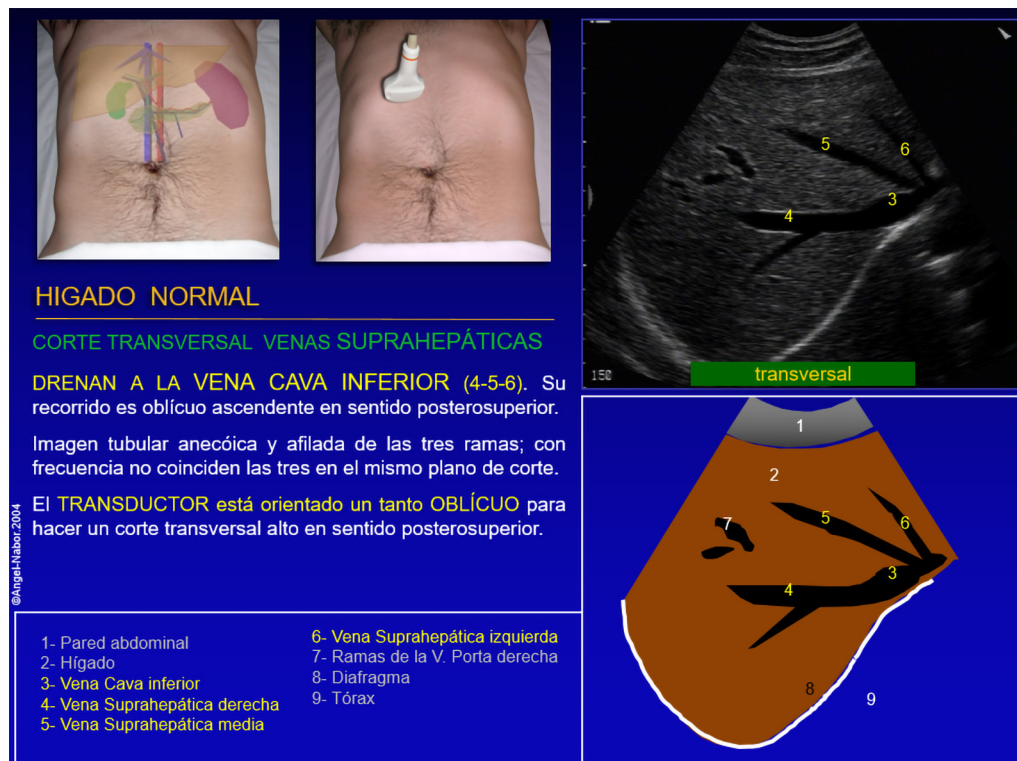 HIGADO NORMAL
CORTE TRANSVERSAL VENAS SUPRAHEPÁTICAS
DRENAN A LA VENA CAVA INFERIOR (4-5-6). Su
recorrido es oblícuo ascendente en sentido posterosuperior.
Imagen tubular anecóica y afilada de las tres ramas; con
frecuencia no coinciden las tres en el mismo plano de corte.
El TRANSDUCTOR está orientado un tanto OBLÍCUO para
hacer un corte transversal alto en sentido posterosuperior.
©Angel-Nabor.2004
1- Pared abdominal
2- Hígado
3- Vena Cava inferior
4- Vena Suprahepática derecha
5- Vena Suprahepática media
6- Vena Suprahepática izquierda
7- Ramas de la V. Porta derecha
8- Diafragma
9- Tórax
5
6
3
4
150
transversal
1
2
7
5
6
3
4
8
9